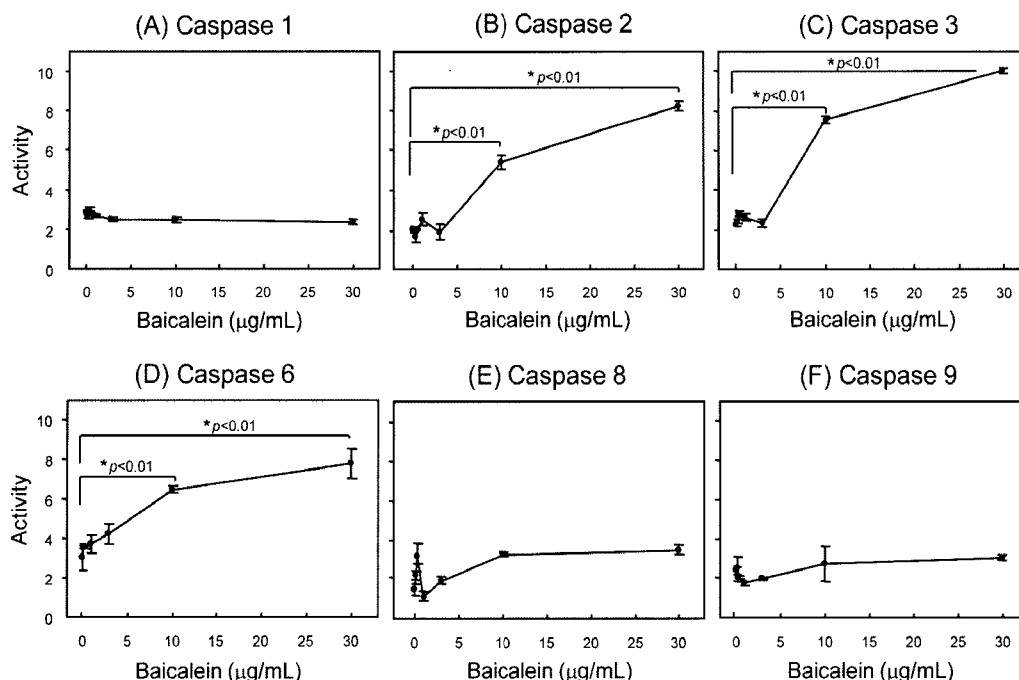 (A) Caspase 1
(B) Caspase 2
(C) Caspase 3
Activity
10
8
6
4
2
0
*p<0.01
*p<0.01
*p<0.01
*p<0.01
0 5 10 15 20 25 30
0 5 10 15 20 25 30
0 5 10 15 20 25 30
Baicalein (μg/mL)
Baicalein (μg/mL)
Baicalein (μg/mL)
(D) Caspase 6
(E) Caspase 8
(F) Caspase 9
Activity
10
8
6
4
2
0
*p<0.01
*p<0.01
0 5 10 15 20 25 30
0 5 10 15 20 25 30
0 5 10 15 20 25 30
Baicalein (μg/mL)
Baicalein (μg/mL)
Baicalein (μg/mL)